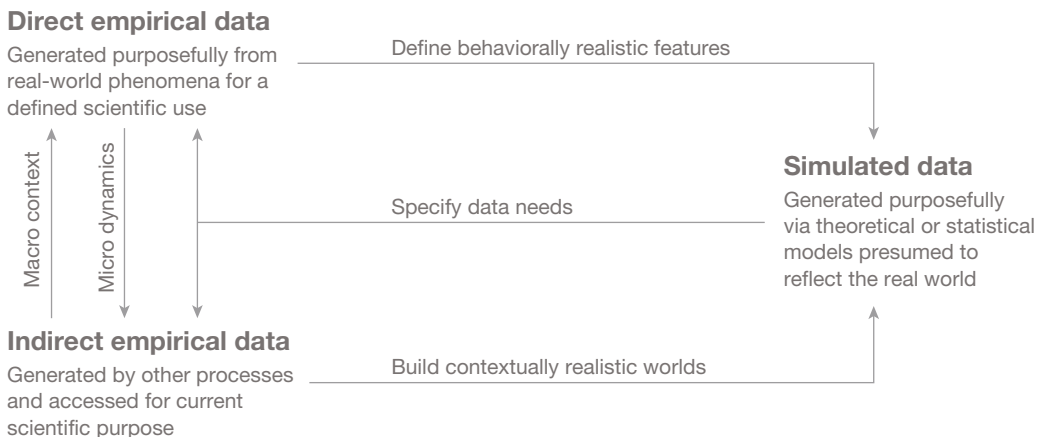 Direct empirical data
Generated purposefully from
real-world phenomena for a
defined scientific use
Define behaviorally realistic features
Macro context
Micro dynamics
Specify data needs
Simulated data
Generated purposefully
via theoretical or statistical
models presumed to
reflect the real world
Indirect empirical data
Generated by other processes
and accessed for current
scientific purpose
Build contextually realistic worlds